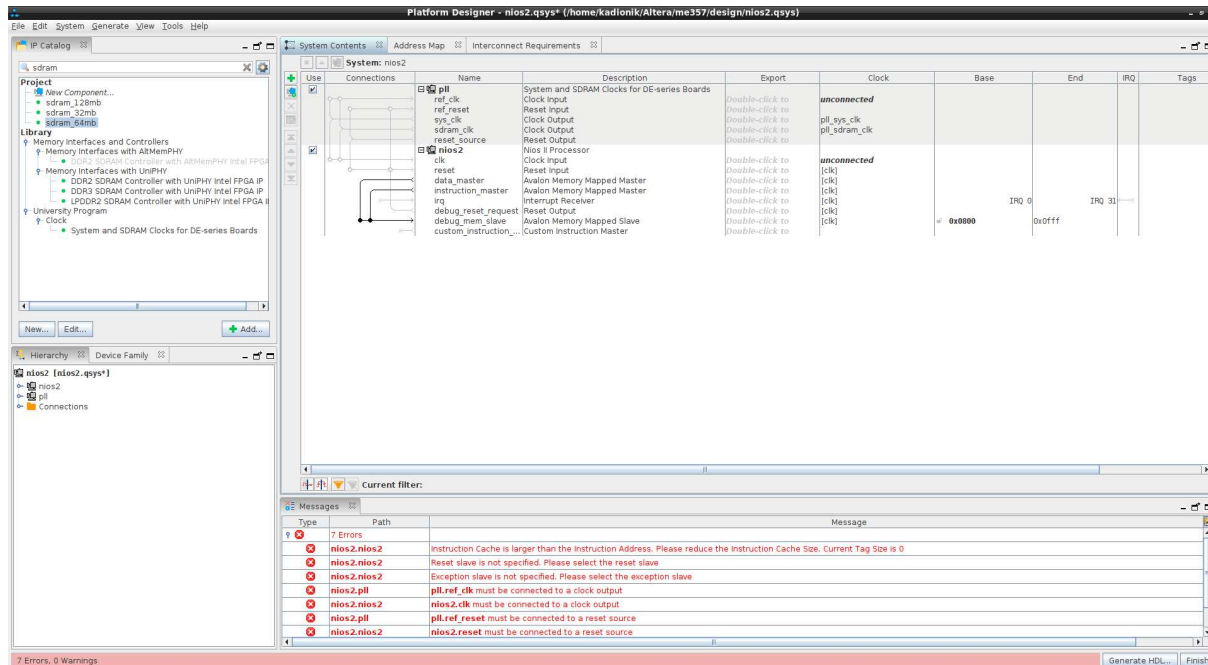 Platform Designer - nios2.qsys* (/home/kadionik/Altera/me357/design/nios2.qsys)
File Edit System Generate View Tools Help
IP Catalog
sdram
Project
New Component...
sdram_128mb
sdram_32mb
sdram_64mb
Library
Memory Interfaces and Controllers
Memory Interfaces with AltMemPHY
DDR2 SDRAM Controller with AltMemPHY Intel FPGA
Memory Interfaces with UniPHY
DDR2 SDRAM Controller with UniPHY Intel FPGA IP
DDR3 SDRAM Controller with UniPHY Intel FPGA IP
LPDDR2 SDRAM Controller with UniPHY Intel FPGA I
University Program
Clock
System and SDRAM Clocks for DE-series Boards
New... Edit... Add...
Hierarchy Device Family
nios2 [nios2.qsys*]
nios2
pll
Connections
System Contents Address Map Interconnect Requirements
System: nios2
Use Connections Name Description Export Clock Base End IRQ Tags
pll System and SDRAM Clocks for DE-series Boards
ref_clk Clock Input Double-click to unconnected
ref_reset Reset Input Double-click to
sys_clk Clock Output Double-click to pll_sys_clk
sdram_clk Clock Output Double-click to pll_sdram_clk
reset_source Reset Output Double-click to
nios2 Nios II Processor
clk Clock Input Double-click to unconnected
reset Reset Input Double-click to [clk]
data_master Avalon Memory Mapped Master Double-click to [clk]
instruction_master Avalon Memory Mapped Master Double-click to [clk]
irq Interrupt Receiver Double-click to [clk] IRQ 0 IRQ 31
debug_reset_request Reset Output Double-click to [clk]
debug_mem_slave Avalon Memory Mapped Slave Double-click to [clk] 0x0800 0x0fff
custom_instruction_... Custom Instruction Master Double-click to
Current filter:
Messages
Type Path Message
7 Errors
nios2.nios2 Instruction Cache is larger than the Instruction Address. Please reduce the Instruction Cache Size. Current Tag Size is 0
nios2.nios2 Reset slave is not specified. Please select the reset slave
nios2.nios2 Exception slave is not specified. Please select the exception slave
nios2.pll pll.ref_clk must be connected to a clock output
nios2.nios2 nios2.clk must be connected to a clock output
nios2.pll pll.ref_reset must be connected to a reset source
nios2.nios2 nios2.reset must be connected to a reset source
7 Errors, 0 Warnings
Generate HDL... Finish